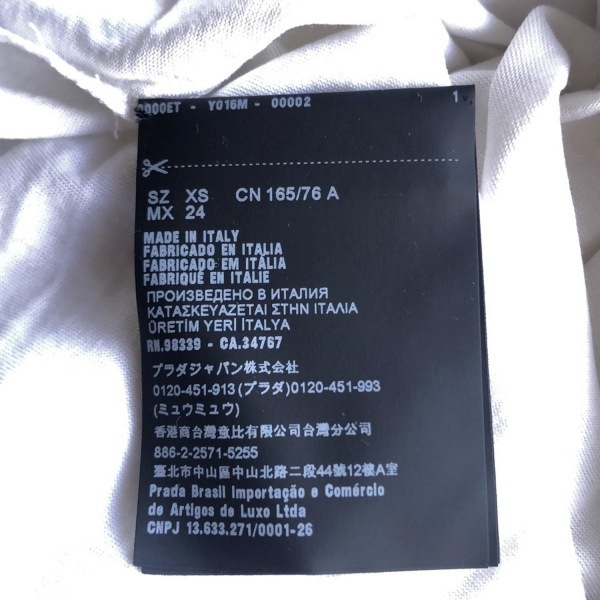 000ET - Y016M - 00002 1
SZ XS CN 165/76 A
MX 24
MADE IN ITALY
FABRICADO EN ITALIA
FABRICADO EM ITÁLIA
FABRIQUÉ EN ITALIE
ПРОИЗВЕДЕНО В ИТАЛИЯ
ΚΑΤΑΣΚΕΥΑΖΕΤΑΙ ΣΤΗΝ ΙΤΑΛΙΑ
ÜRETİM YERİ İTALYA
RN.98339 - CA.34767
プラダジャパン株式会社
0120-451-913(プラダ)0120-451-993
(ミュウミュウ)
香港商台灣意比有限公司台灣分公司
886-2-2571-5255
臺北市中山區中山北路二段44號12樓A室
Prada Brasil Importação e Comércio
de Artigos de Luxo Ltda
CNPJ 13.633.271/0001-26